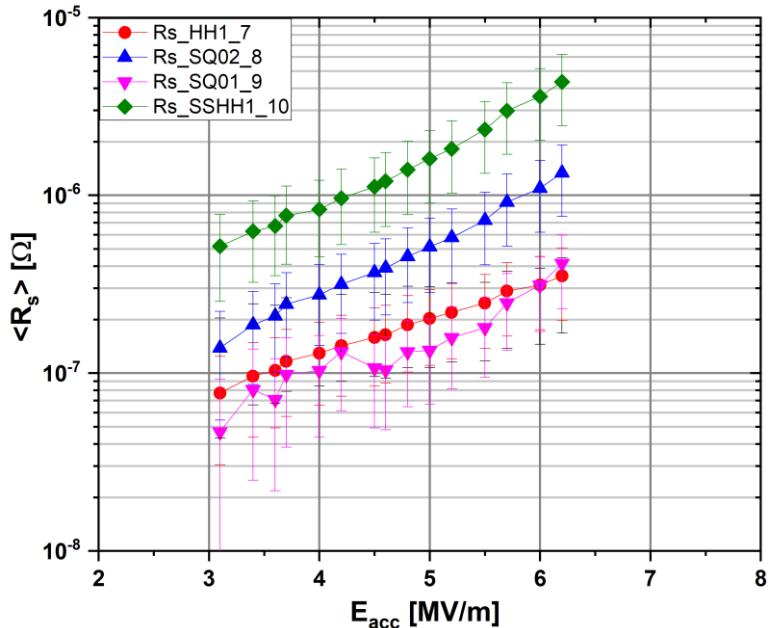 10⁻⁵
Rs_HH1_7
Rs_SQ02_8
Rs_SQ01_9
Rs_SSHH1_10
10⁻⁶
<R_s> [Ω]
10⁻⁷
10⁻⁸
2 3 4 5 6 7 8
E_acc [MV/m]